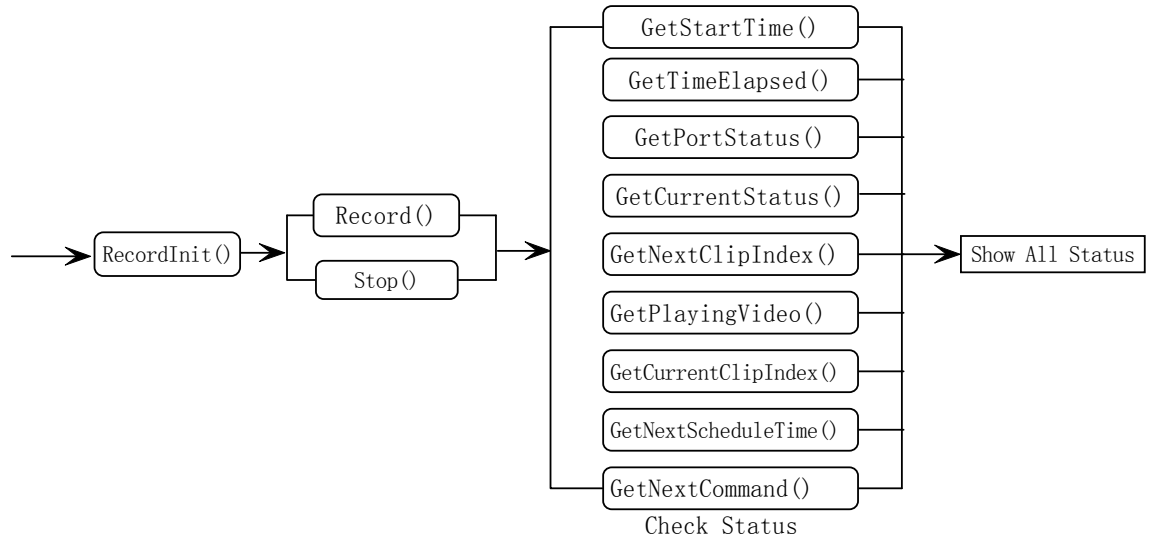 RecordInit()
Record()
Stop()
GetStartTime()
GetTimeElapsed()
GetPortStatus()
GetCurrentStatus()
GetNextClipIndex()
GetPlayingVideo()
GetCurrentClipIndex()
GetNextScheduleTime()
GetNextCommand()
Check Status
Show All Status